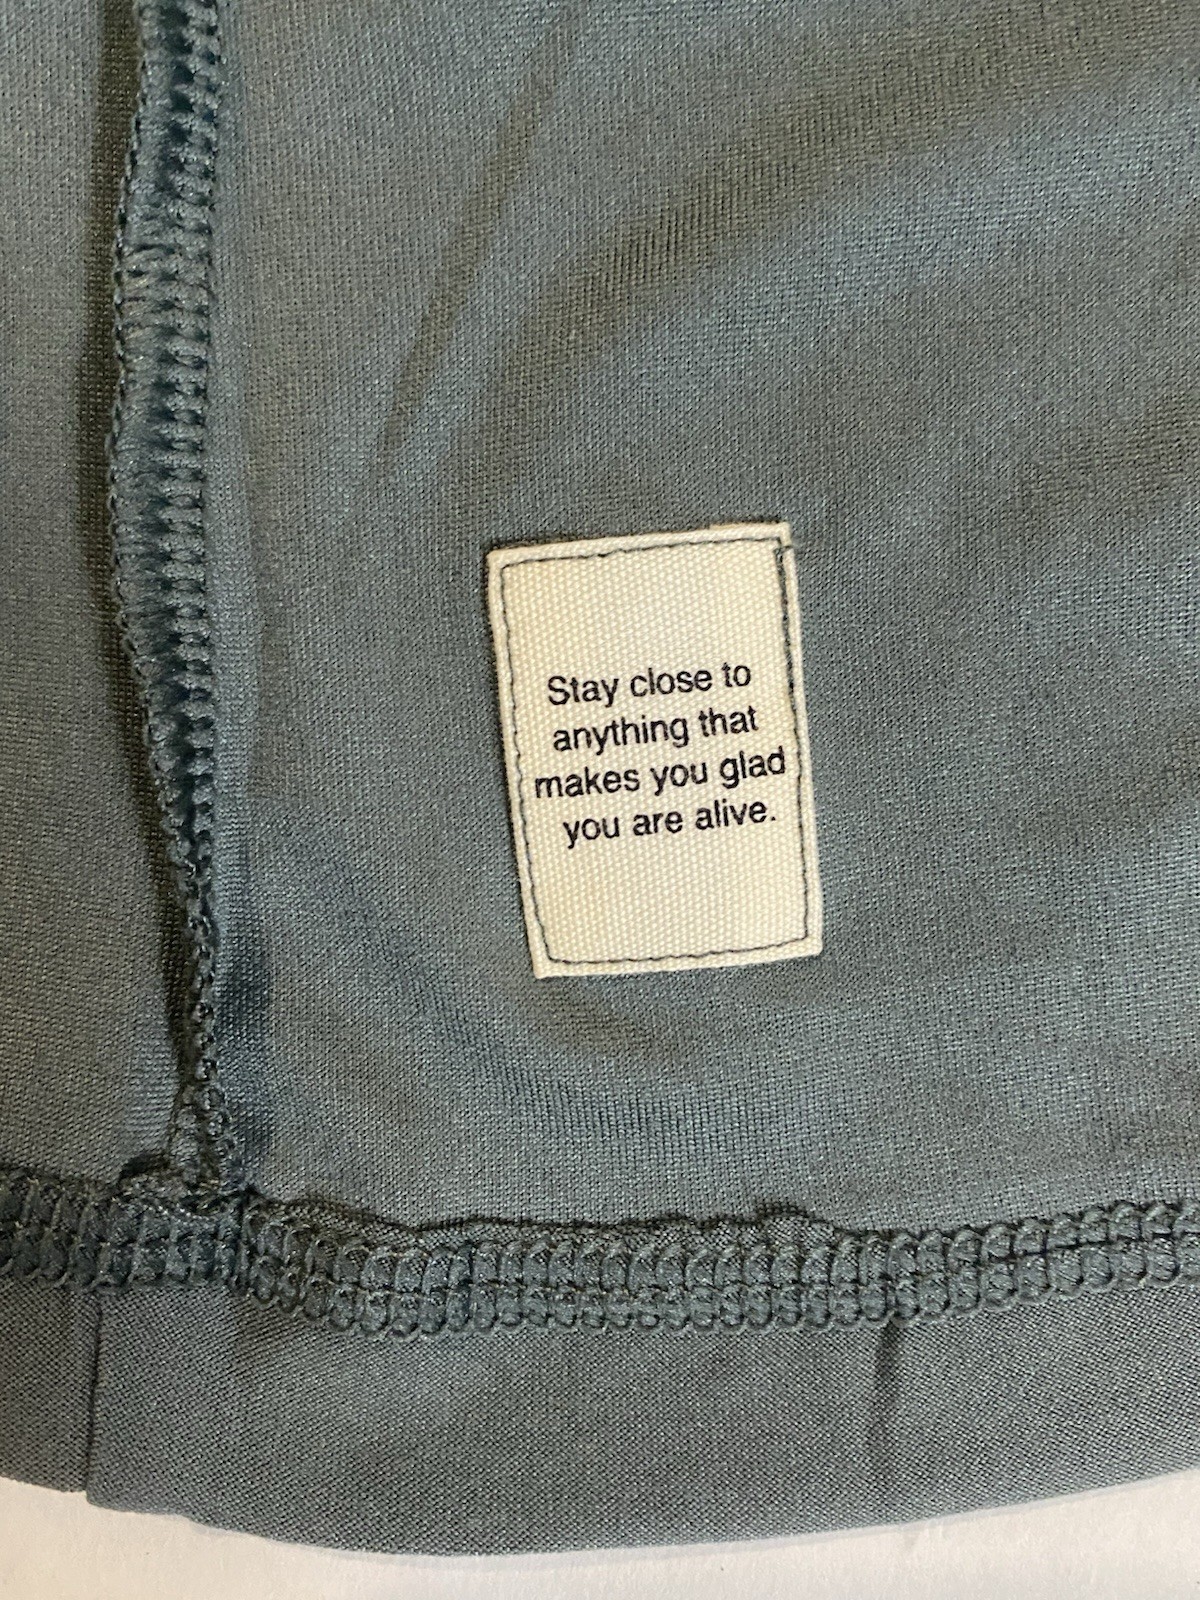 Stay close to
anything that
makes you glad
you are alive.